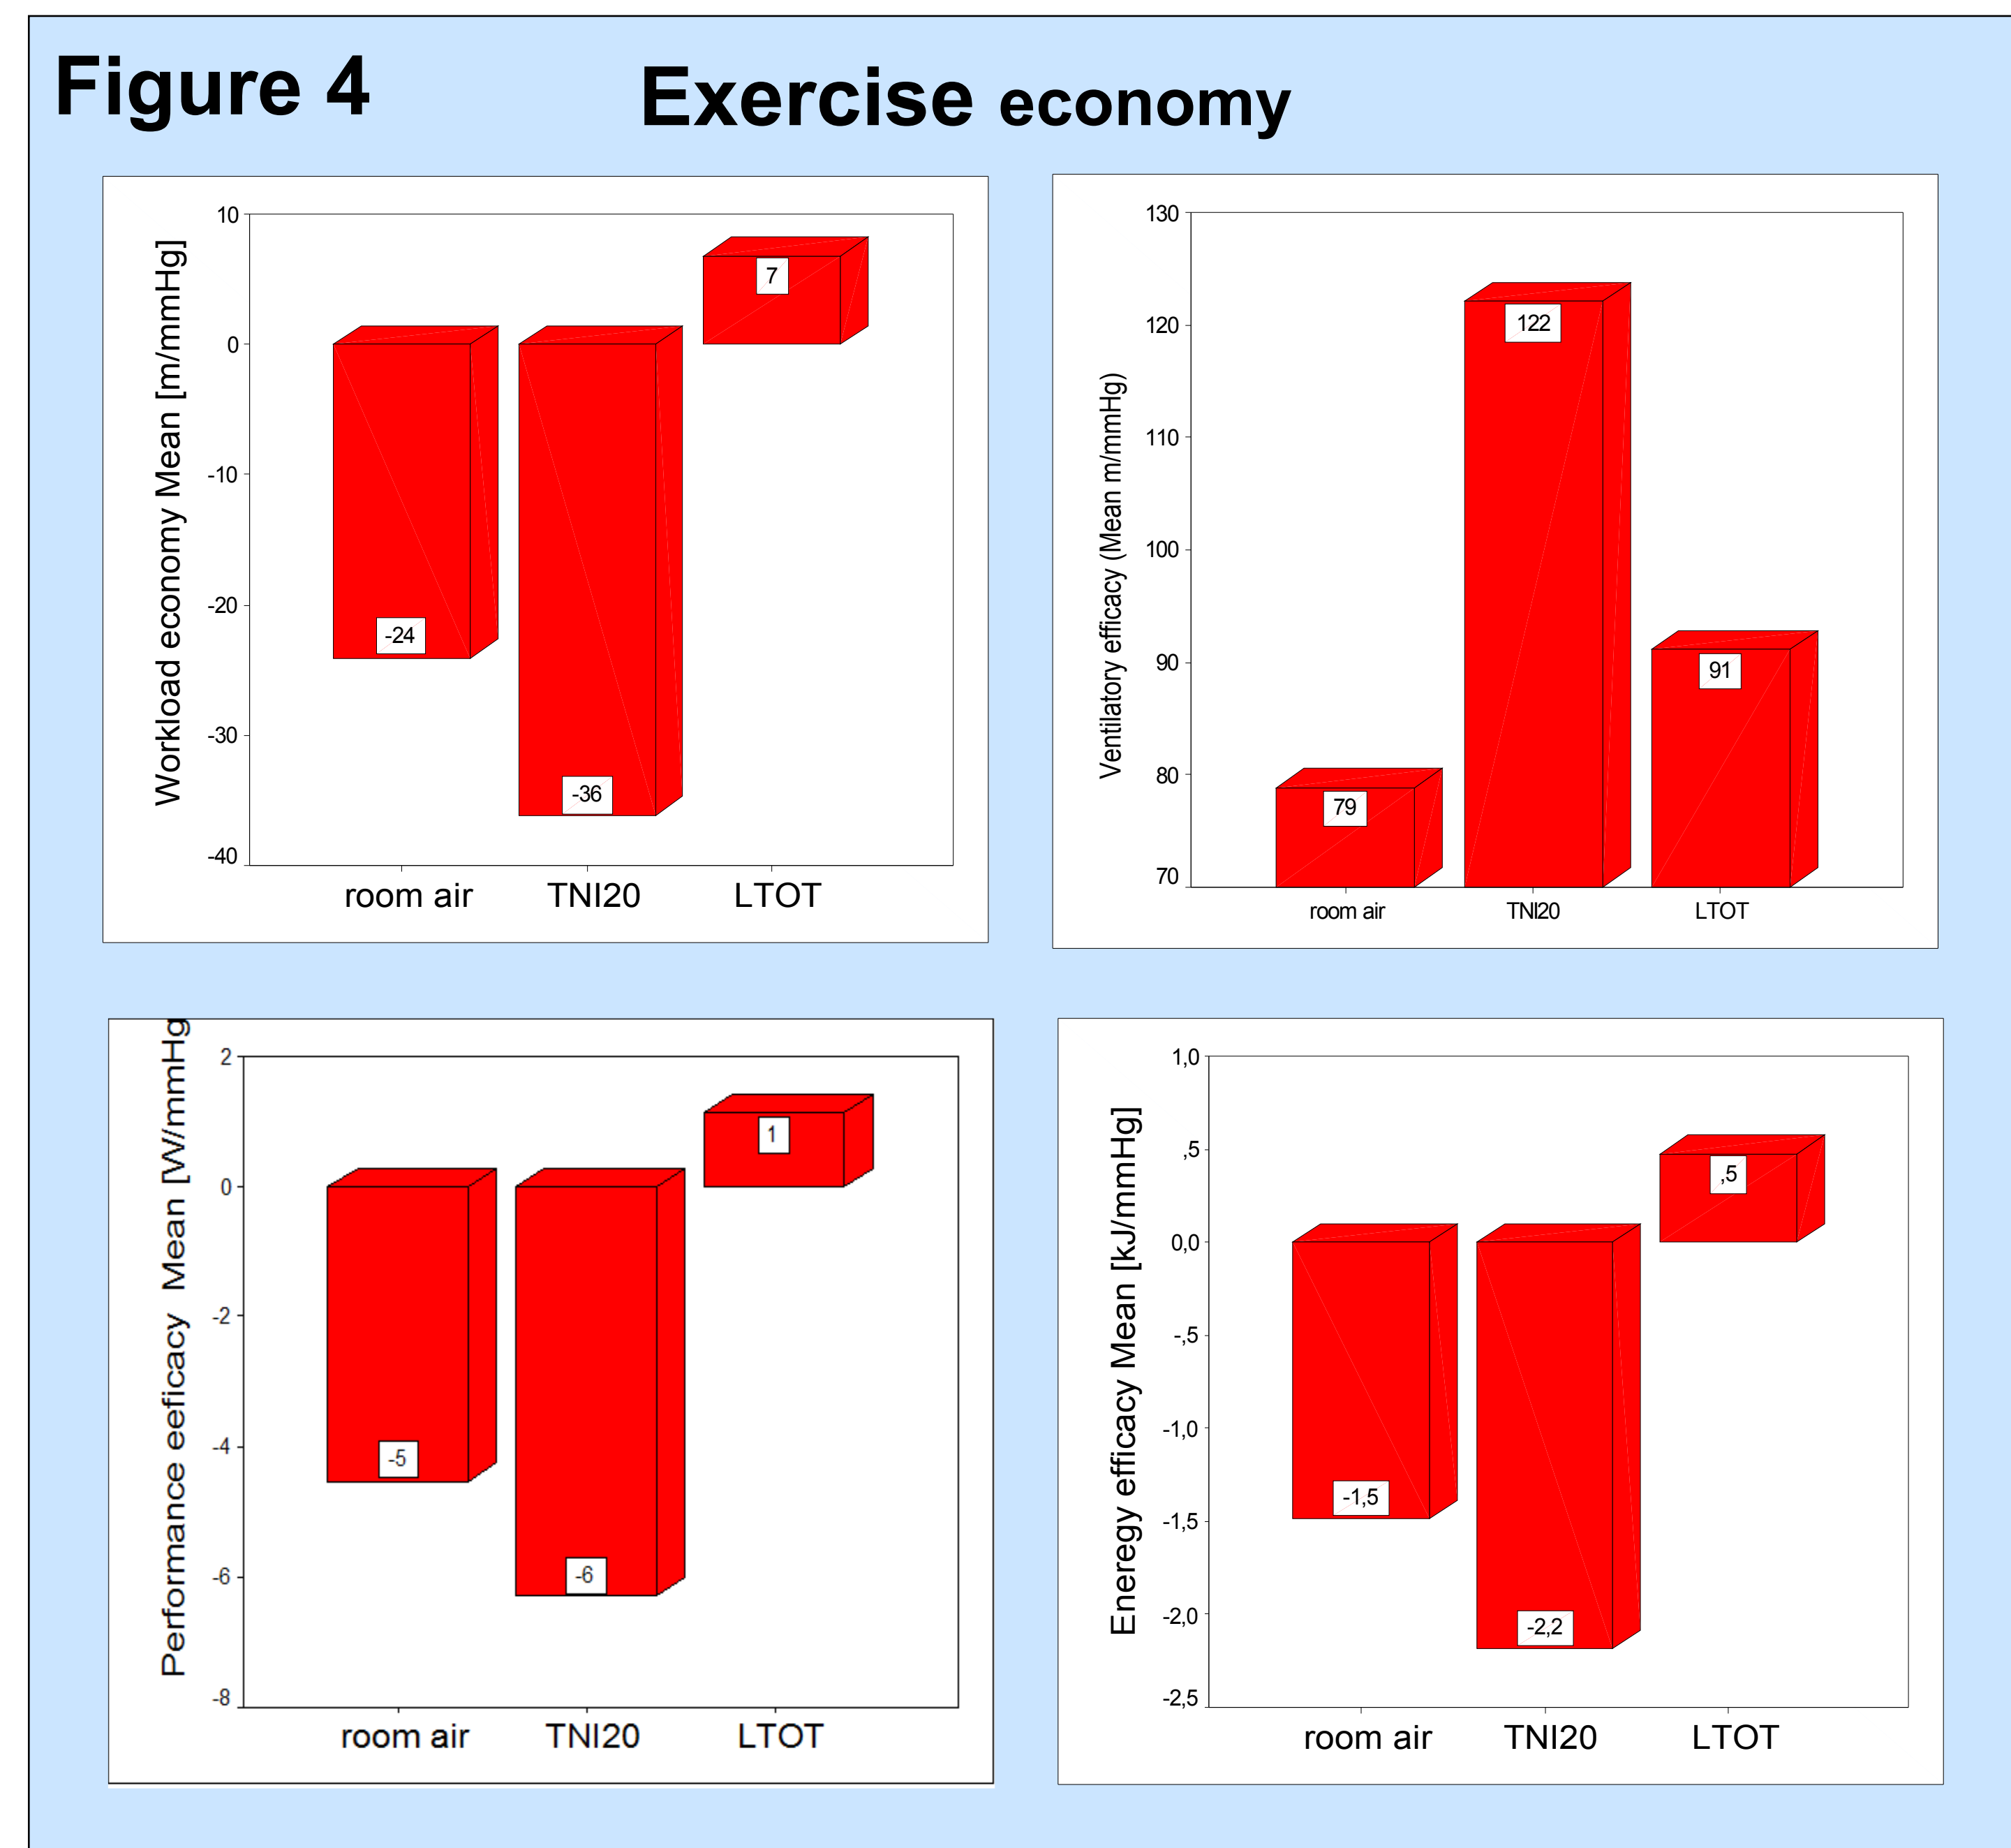 Figure 4
Exercise economy
Workload economy Mean [m/mmHg]
10
0
-10
-20
-30
-40
-24
-36
7
room air
TNI20
LTOT
Ventilatory efficacy (Mean m/mmHg)
130
120
110
100
90
80
70
79
122
91
room air
TNI20
LTOT
Performance eeficacy Mean [W/mmHg
2
0
-2
-4
-6
-8
-5
-6
1
room air
TNI20
LTOT
Eneregy efficacy Mean [kJ/mmHg]
1,0
,5
0,0
-,5
-1,0
-1,5
-2,0
-2,5
-1,5
-2,2
,5
room air
TNI20
LTOT